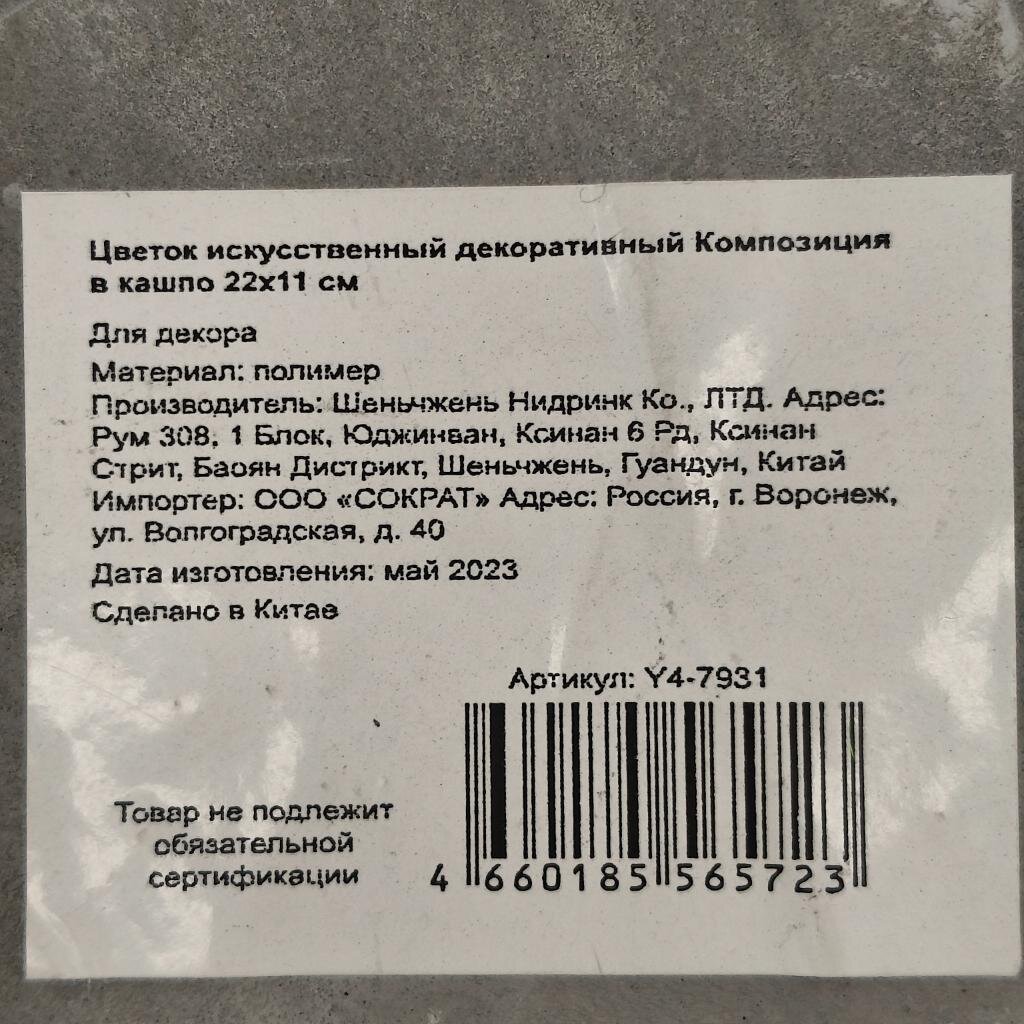 Цветок искусственный декоративный Композиция
в кашпо 22х11 см
Для декора
Материал: полимер
Производитель: Шеньчжень Нидринк Ко., ЛТД. Адрес:
Рум 308, 1 Блок, Юджинван, Ксинан 6 Рд, Ксинан
Стрит, Баоян Дистрикт, Шеньчжень, Гуандун, Китай
Импортер: ООО «СОКРАТ» Адрес: Россия, г. Воронеж,
ул. Волгоградская, д. 40
Дата изготовления: май 2023
Сделано в Китае
Артикул: Y4-7931
Товар не подлежит
обязательной
сертификации
4 660185 565723